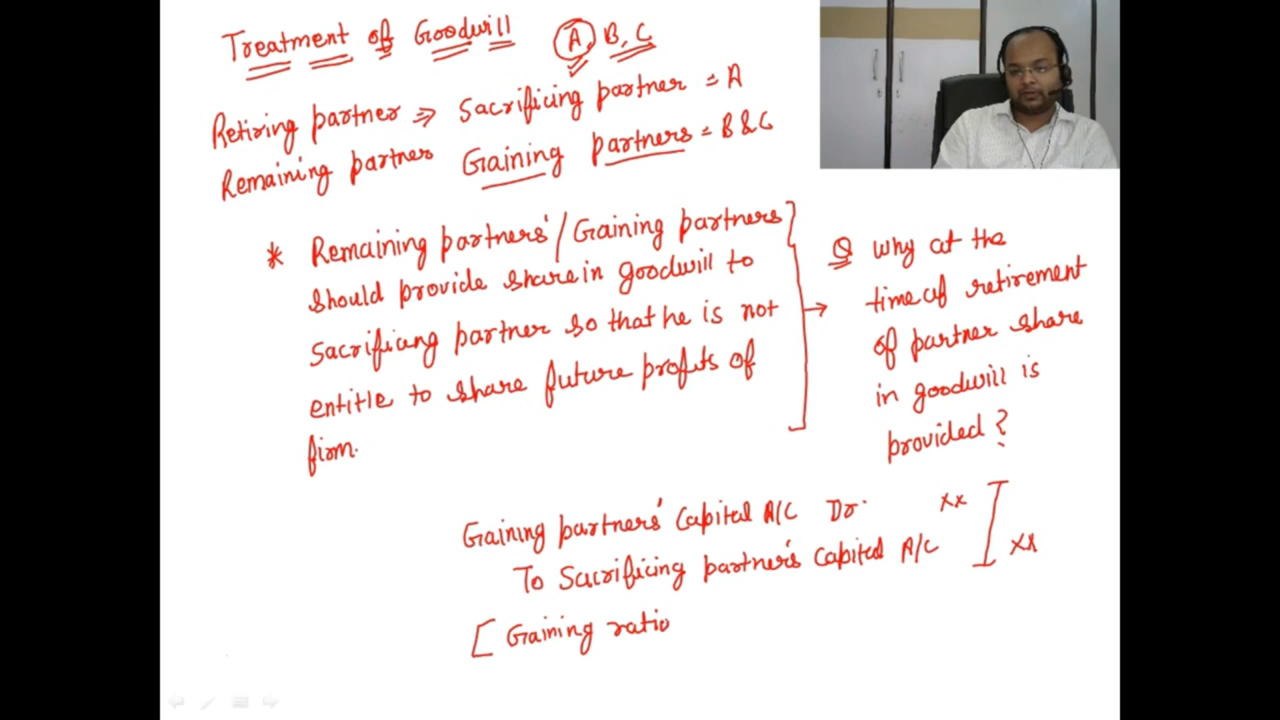 Treatment of Goodwill A, B, C
Retiring partner ⇒ Sacrificing partner = A
Remaining partner Gaining partners = B & C
* Remaining partners'/Gaining partners
should provide share in goodwill to
sacrificing partner so that he is not
entitle to share future profits of
firm.
Q Why at the
time of retirement
of partner share
in goodwill is
provided?
Gaining partners' Capital A/C Dr. xx
To Sacrificing partner's Capital A/C xx
[ Gaining ratio